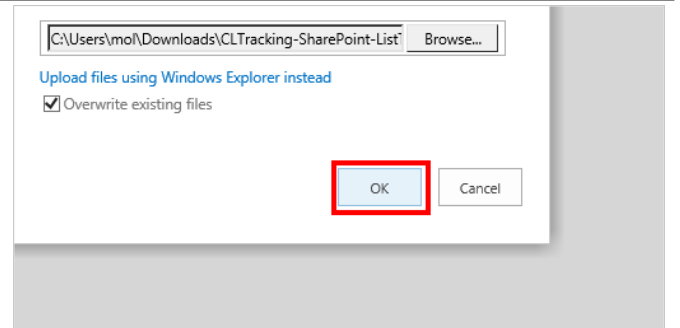 C:\Users\mol\Downloads\CLTracking-SharePoint-List Browse...
Upload files using Windows Explorer instead
Overwrite existing files
OK Cancel